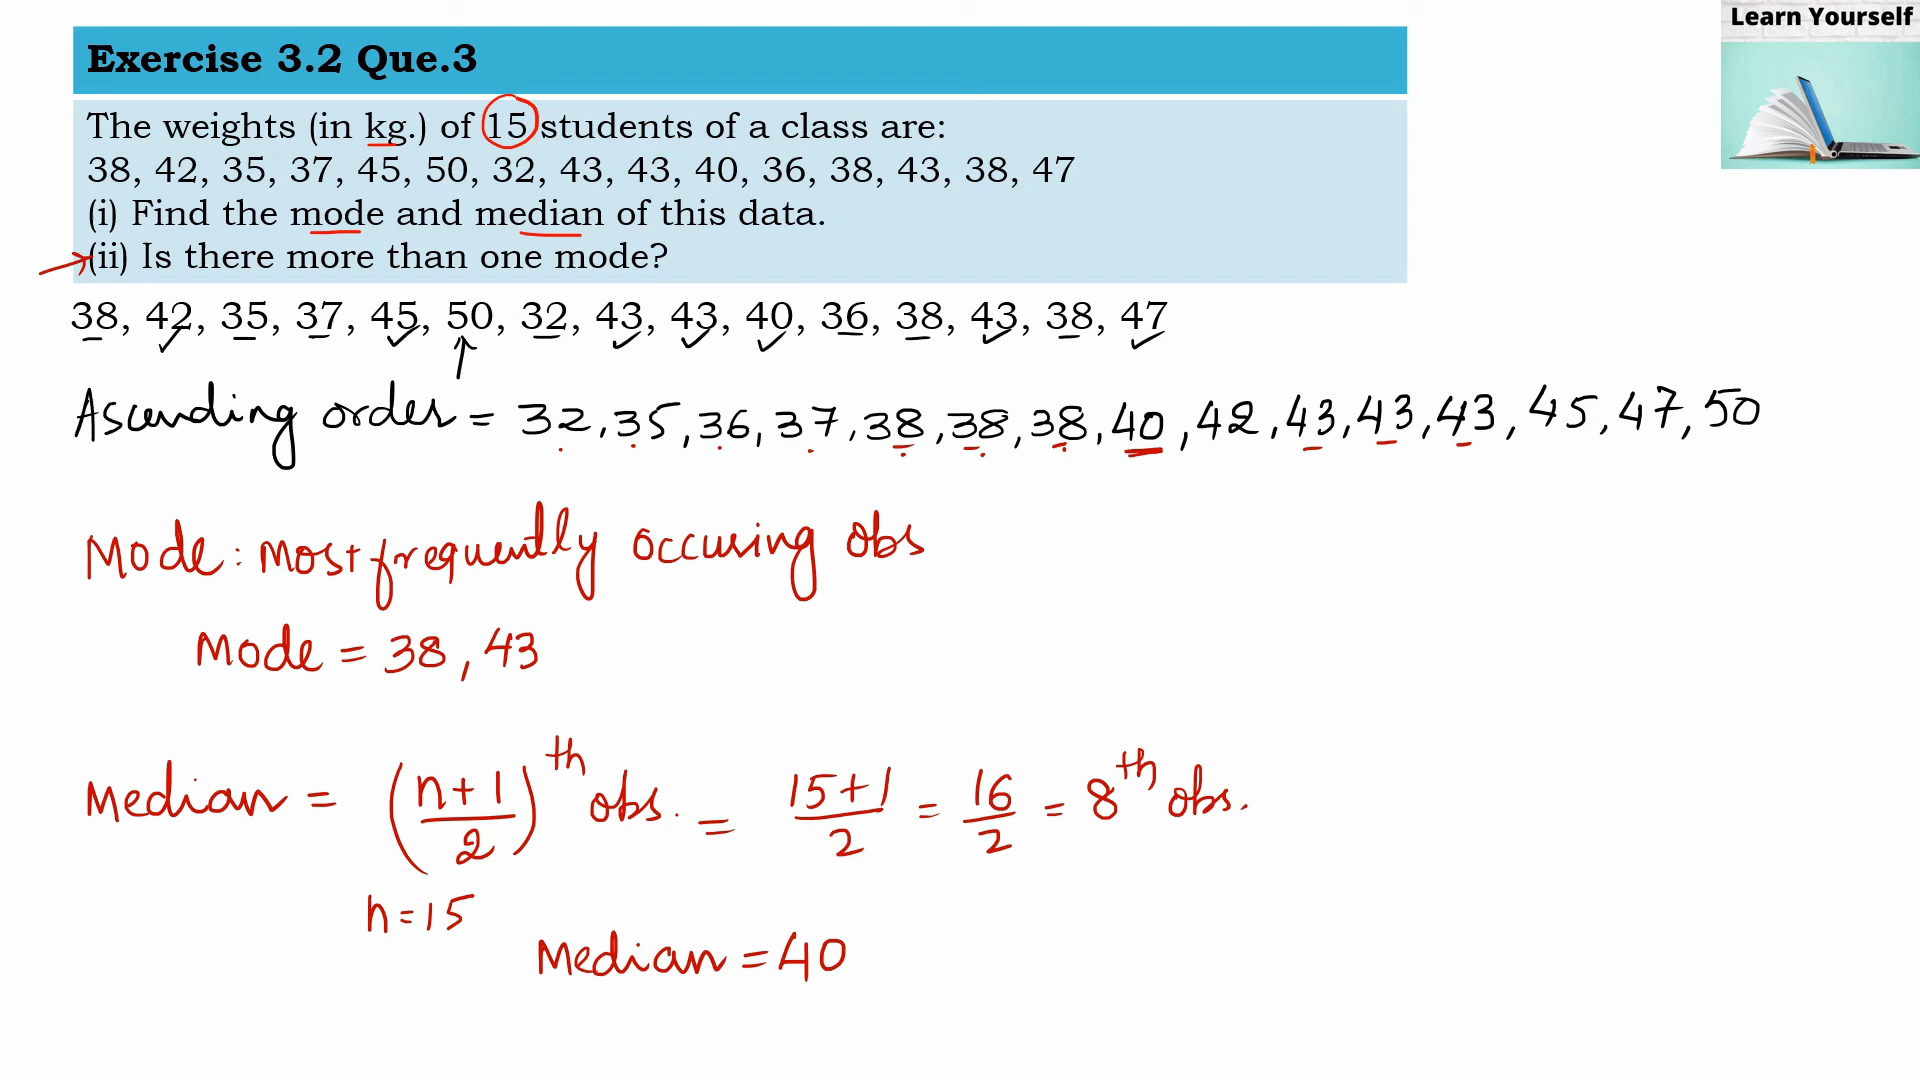 Learn Yourself
Exercise 3.2 Que.3
The weights (in kg.) of 15 students of a class are:
38, 42, 35, 37, 45, 50, 32, 43, 43, 40, 36, 38, 43, 38, 47
(i) Find the mode and median of this data.
(ii) Is there more than one mode?
38, 42, 35, 37, 45, 50, 32, 43, 43, 40, 36, 38, 43, 38, 47
Ascending order = 32, 35, 36, 37, 38, 38, 38, 40, 42, 43, 43, 43, 45, 47, 50
Mode : Most frequently occuring obs
Mode = 38, 43
Median = ((n+1)/2)^th obs. = (15+1)/2 = 16/2 = 8^th obs.
n = 15
Median = 40